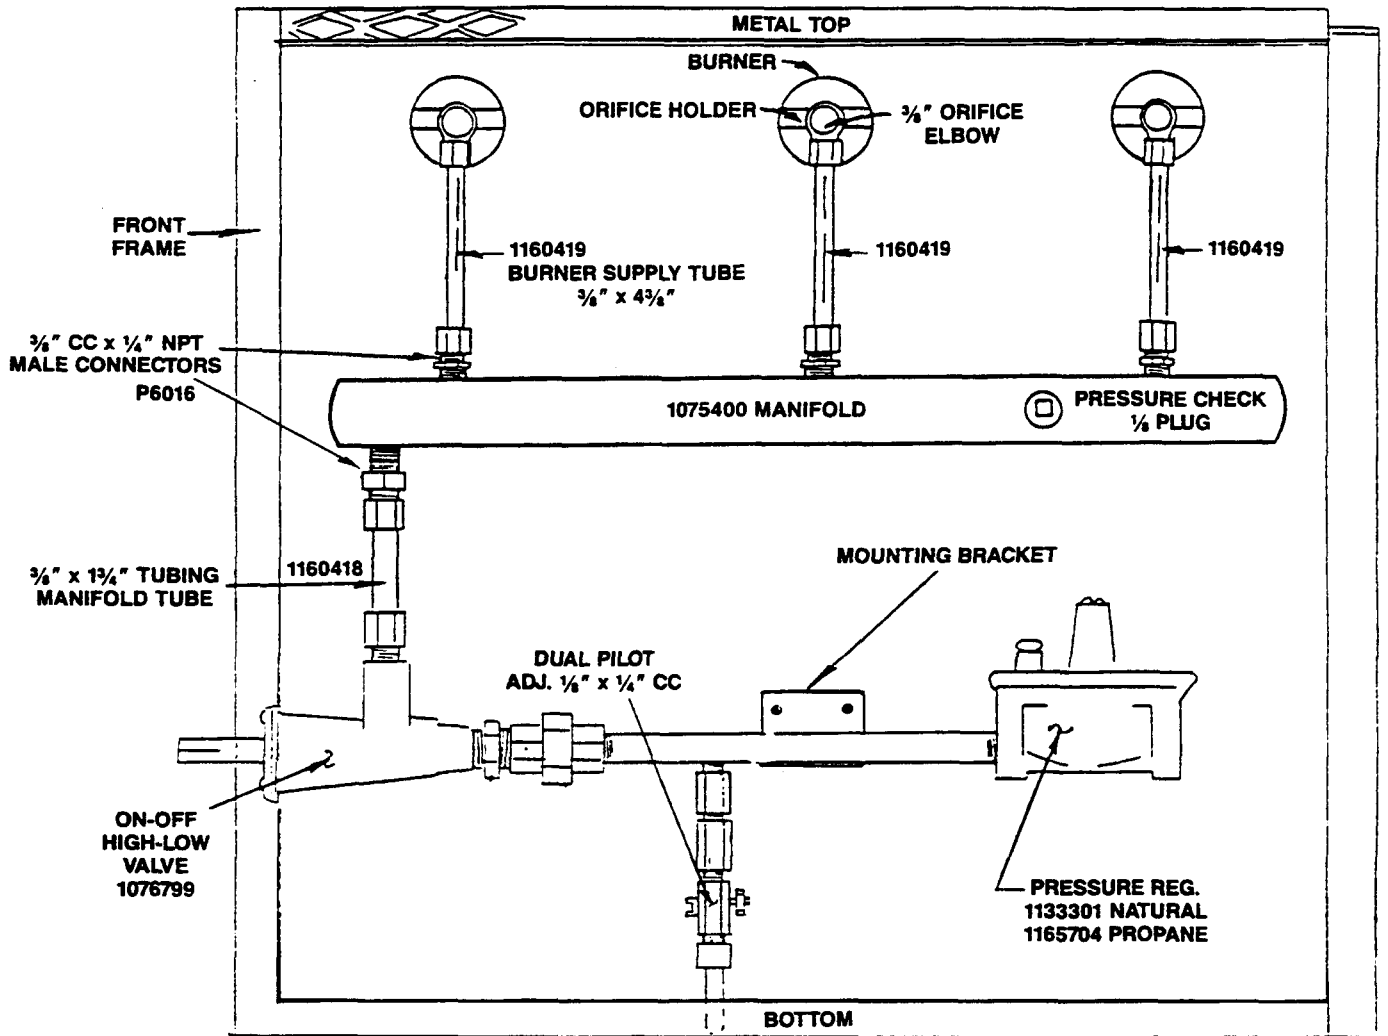 METAL TOP
BURNER
ORIFICE HOLDER
⅜" ORIFICE
ELBOW
FRONT
FRAME
1160419
BURNER SUPPLY TUBE
⅜" x 4⅜"
1160419
1160419
⅜" CC x ¼" NPT
MALE CONNECTORS
P6016
1075400 MANIFOLD
PRESSURE CHECK
⅛ PLUG
⅜" x 1¾" TUBING
MANIFOLD TUBE
1160418
MOUNTING BRACKET
DUAL PILOT
ADJ. ⅛" x ¼" CC
ON-OFF
HIGH-LOW
VALVE
1076799
PRESSURE REG.
1133301 NATURAL
1165704 PROPANE
BOTTOM